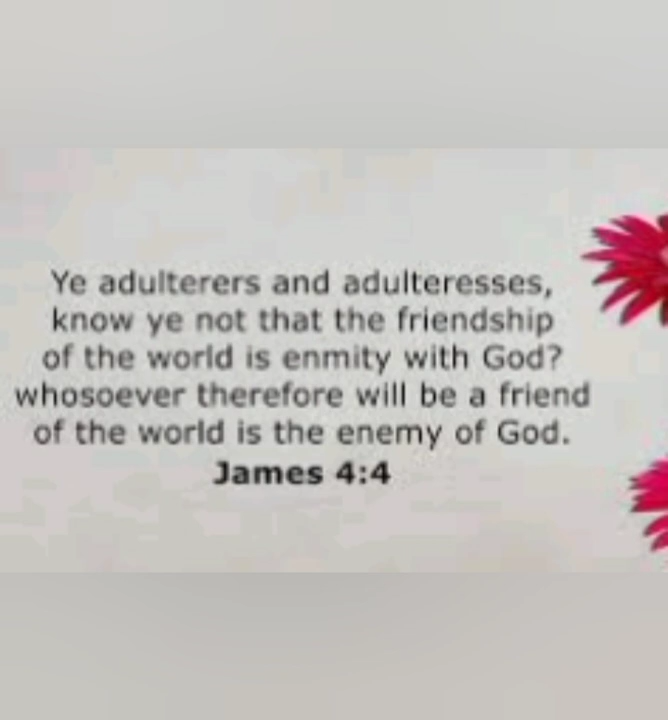 Ye adulterers and adulteresses,
know ye not that the friendship
of the world is enmity with God?
whosoever therefore will be a friend
of the world is the enemy of God.
James 4:4